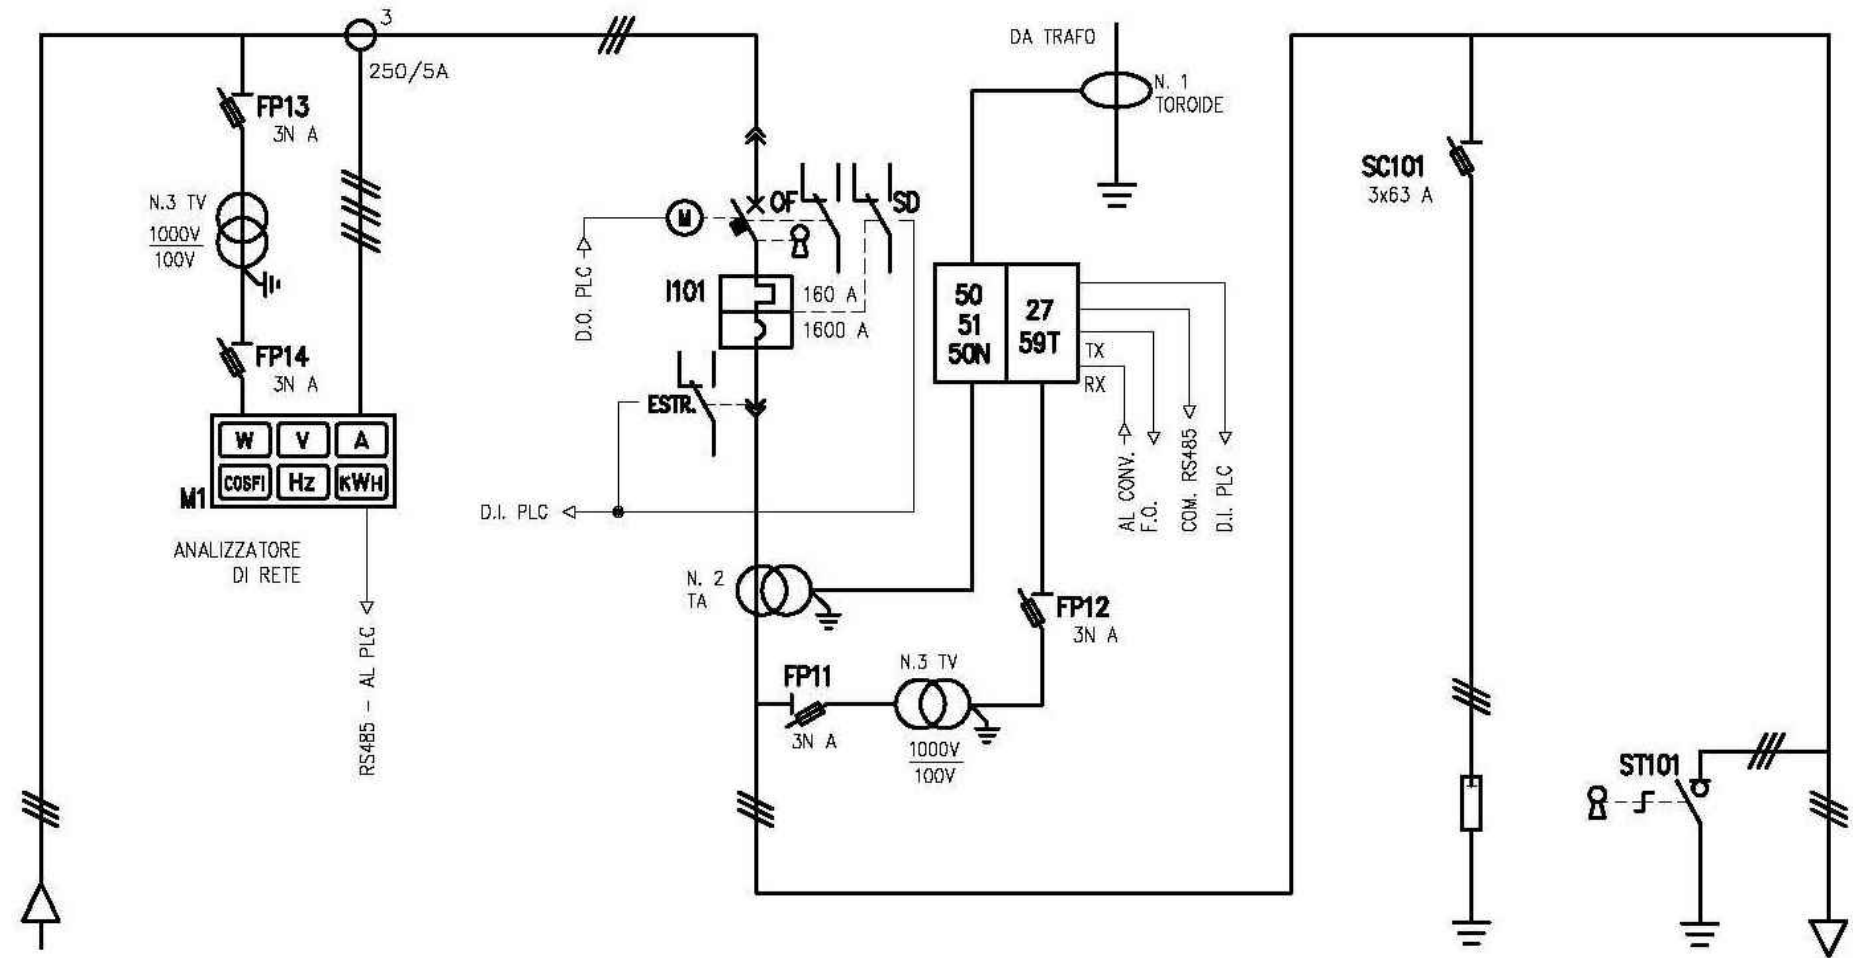 3
250/5A
FP13
3N A
N.3 TV
1000V
100V
FP14
3N A
W V A
COSFI Hz KWH
M1
ANALIZZATORE
DI RETE
RS485 - AL PLC
D.O. PLC
M
OF
SD
I101
160 A
1600 A
ESTR.
D.I. PLC
N. 2
TA
FP11
3N A
N.3 TV
1000V
100V
FP12
3N A
DA TRAFO
N. 1
TOROIDE
50
51
50N
27
59T
TX
RX
AL CONV.
F.O.
COM. RS485
D.I. PLC
SC101
3x63 A
ST101